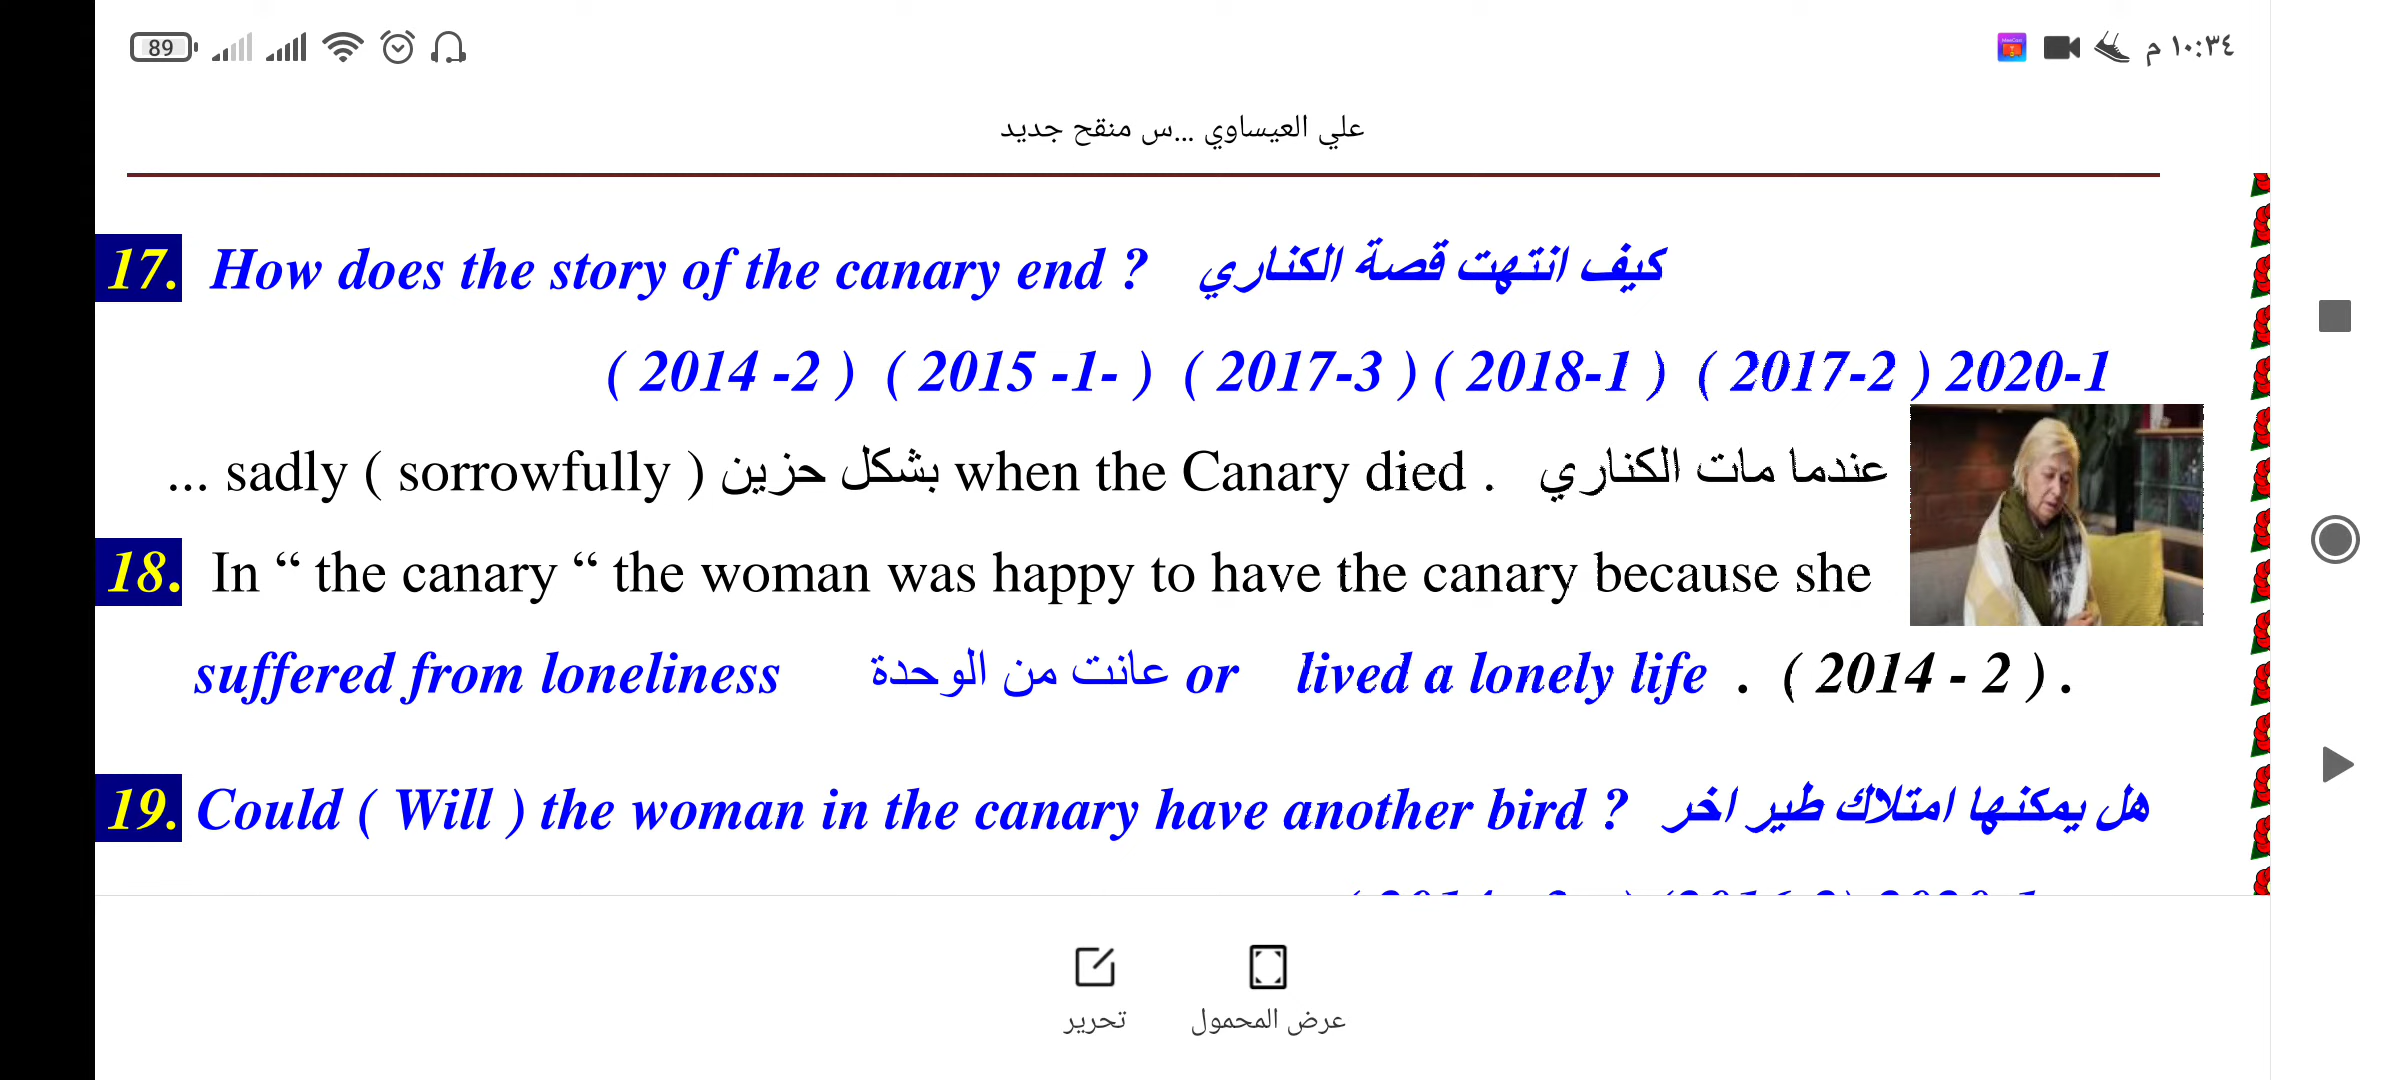 89
١٠:٣٤ م
علي العيساوي ...س منقح جديد
17. How does the story of the canary end ? كيف انتهت قصة الكناري
( 2014 -2 ) ( 2015 -1- ) ( 2017-3 ) ( 2018-1 ) ( 2017-2 ) 2020-1
... sadly ( sorrowfully ) بشكل حزين when the Canary died . عندما مات الكناري
18. In “ the canary “ the woman was happy to have the canary because she
suffered from loneliness عانت من الوحدة or lived a lonely life . ( 2014 - 2 ) .
19. Could ( Will ) the woman in the canary have another bird ? هل يمكنها امتلاك طير اخر
تحرير
عرض المحمول